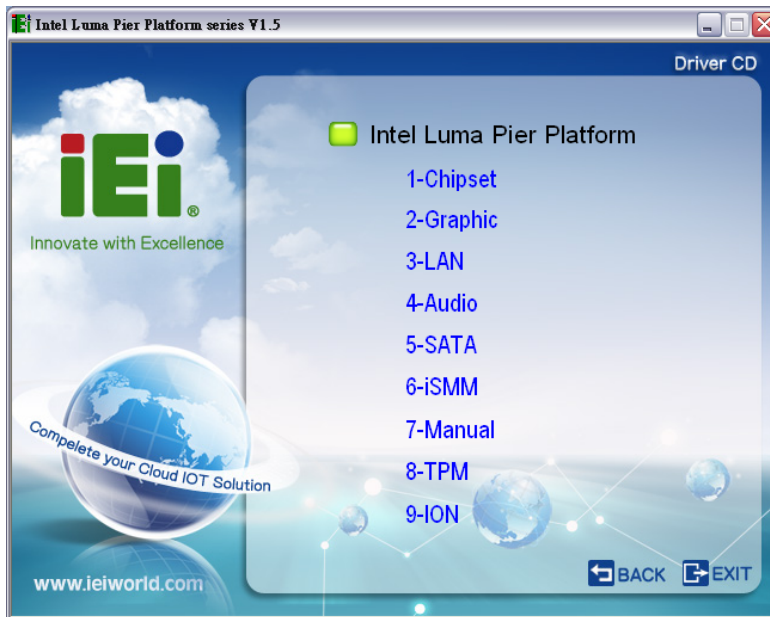 Intel Luma Pier Platform series V1.5
Driver CD
iEi®
Innovate with Excellence
Intel Luma Pier Platform
1-Chipset
2-Graphic
3-LAN
4-Audio
5-SATA
6-iSMM
7-Manual
8-TPM
9-ION
Compelete your Cloud IOT Solution
www.ieiworld.com
BACK
EXIT